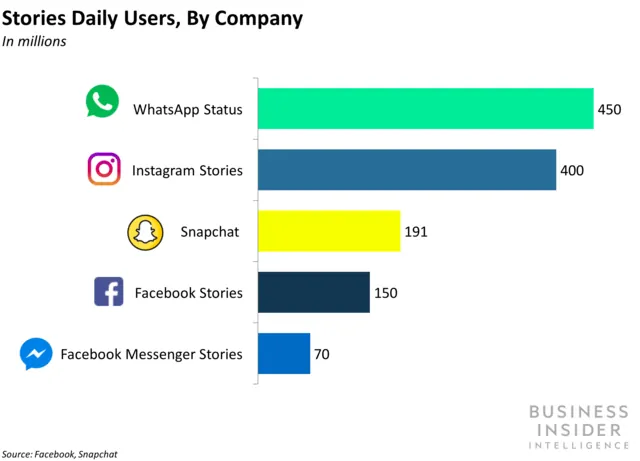 Stories Daily Users, By Company
In millions
WhatsApp Status 450
Instagram Stories 400
Snapchat 191
Facebook Stories 150
Facebook Messenger Stories 70
BUSINESS
INSIDER
INTELLIGENCE
Source: Facebook, Snapchat